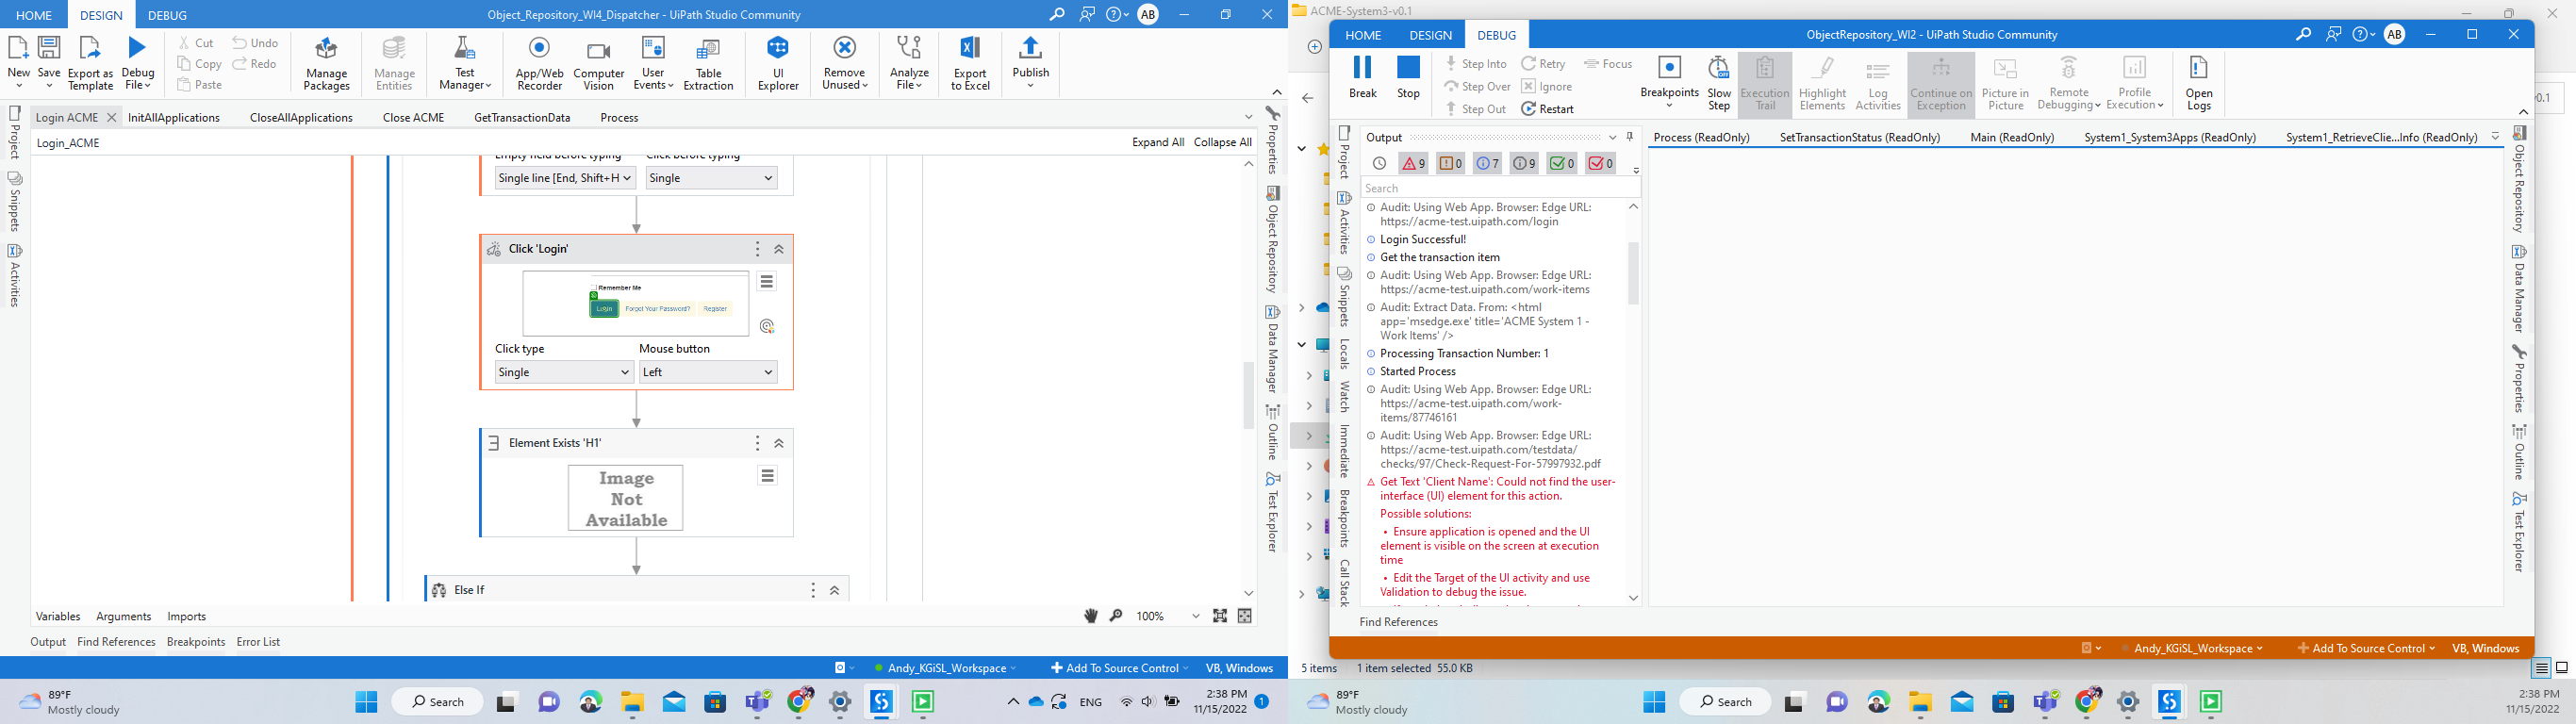 HOME DESIGN DEBUG
Object_Repository_WI4_Dispatcher - UiPath Studio Community
AB
New
Save
Export as
Template
Debug
File
Cut
Copy
Paste
Undo
Redo
Manage
Packages
Manage
Entities
Test
Manager
App/Web
Recorder
Computer
Vision
User
Events
Table
Extraction
UI
Explorer
Remove
Unused
Analyze
File
Export
to Excel
Publish
Login ACME InitAllApplications CloseAllApplications Close ACME GetTransactionData Process
Login_ACME
Expand All Collapse All
Project
Snippets
Activities
Empty field before typing Click before typing
Single line [End, Shift+H Single
Click 'Login'
Remember Me
Login Forgot Your Password? Register
Click type Mouse button
Single Left
Element Exists 'H1'
Image
Not
Available
Else If
Properties
Object Repository
Data Manager
Outline
Test Explorer
Variables Arguments Imports
100%
Output Find References Breakpoints Error List
Andy_KGiSL_Workspace Add To Source Control VB, Windows
89°F
Mostly cloudy
Search
ENG
2:38 PM
11/15/2022
1
ACME-System3-v0.1
HOME DESIGN DEBUG
ObjectRepository_WI2 - UiPath Studio Community
AB
Break
Stop
Step Into
Step Over
Step Out
Retry
Ignore
Restart
Focus
Breakpoints
Slow
Step
Execution
Trail
Highlight
Elements
Log
Activities
Continue on
Exception
Picture in
Picture
Remote
Debugging
Profile
Execution
Open
Logs
v0.1
Project
Activities
Snippets
Locals
Watch
Immediate
Breakpoints
Call Stack
Output
9 0 7 9 0 0
Search
Audit: Using Web App. Browser: Edge URL:
https://acme-test.uipath.com/login
Login Successful!
Get the transaction item
Audit: Using Web App. Browser: Edge URL:
https://acme-test.uipath.com/work-items
Audit: Extract Data. From: <html
app='msedge.exe' title='ACME System 1 -
Work Items' />
Processing Transaction Number: 1
Started Process
Audit: Using Web App. Browser: Edge URL:
https://acme-test.uipath.com/work-
items/87746161
Audit: Using Web App. Browser: Edge URL:
https://acme-test.uipath.com/testdata/
checks/97/Check-Request-For-57997932.pdf
Get Text 'Client Name': Could not find the user-
interface (UI) element for this action.
Possible solutions:
• Ensure application is opened and the UI
element is visible on the screen at execution
time
• Edit the Target of the UI activity and use
Validation to debug the issue.
Process (ReadOnly) SetTransactionStatus (ReadOnly) Main (ReadOnly) System1_System3Apps (ReadOnly) System1_RetrieveClie...Info (ReadOnly)
Object Repository
Data Manager
Properties
Outline
Test Explorer
Find References
Andy_KGiSL_Workspace Add To Source Control VB, Windows
5 items 1 item selected 55.0 KB
89°F
Mostly cloudy
Search
2:38 PM
11/15/2022